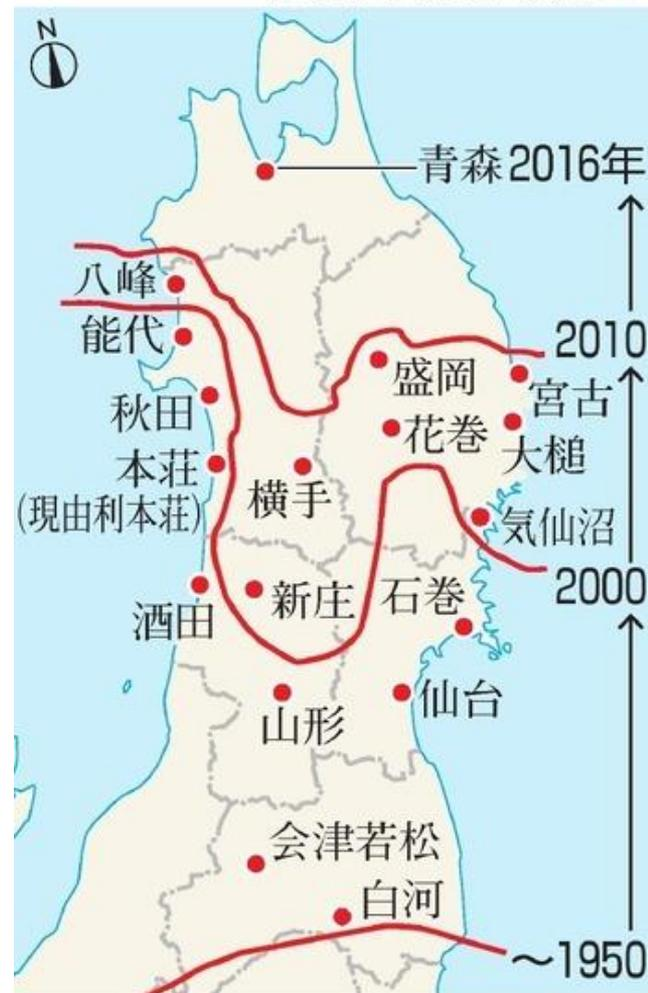 N
青森 2016年
八峰
2010
能代
盛岡
宮古
秋田
花巻
大槌
本荘
(現由利本荘)
横手
気仙沼
新庄
石巻
2000
酒田
仙台
山形
会津若松
白河
〜1950